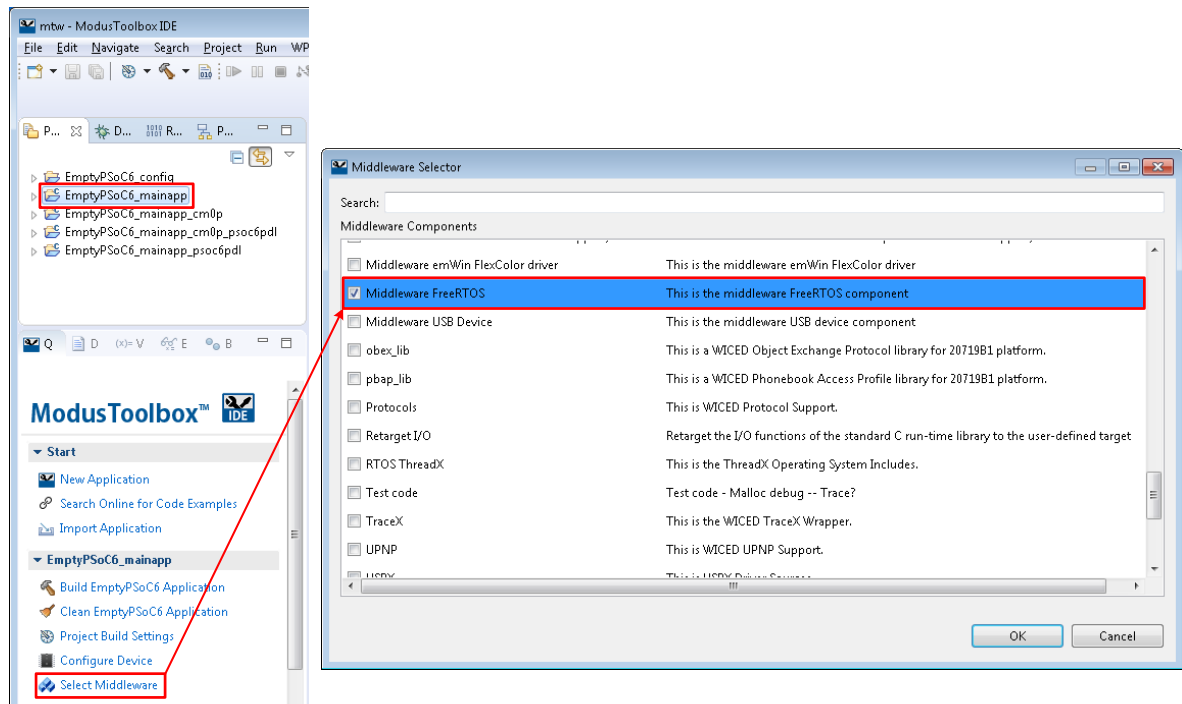 mtw - ModusToolbox IDE
File Edit Navigate Search Project Run WP
P... D... R... P...
EmptyPSoC6_config
EmptyPSoC6_mainapp
EmptyPSoC6_mainapp_cm0p
EmptyPSoC6_mainapp_cm0p_psoc6pdl
EmptyPSoC6_mainapp_psoc6pdl
Q D (x)= V E B
ModusToolbox™ IDE
Start
New Application
Search Online for Code Examples
Import Application
EmptyPSoC6_mainapp
Build EmptyPSoC6 Application
Clean EmptyPSoC6 Application
Project Build Settings
Configure Device
Select Middleware
Middleware Selector
Search:
Middleware Components
Middleware emWin FlexColor driver This is the middleware emWin FlexColor driver
Middleware FreeRTOS This is the middleware FreeRTOS component
Middleware USB Device This is the middleware USB device component
obex_lib This is a WICED Object Exchange Protocol library for 20719B1 platform.
pbap_lib This is a WICED Phonebook Access Profile library for 20719B1 platform.
Protocols This is WICED Protocol Support.
Retarget I/O Retarget the I/O functions of the standard C run-time library to the user-defined target
RTOS ThreadX This is the ThreadX Operating System Includes.
Test code Test code - Malloc debug -- Trace?
TraceX This is the WICED TraceX Wrapper.
UPNP This is WICED UPNP Support.
OK Cancel